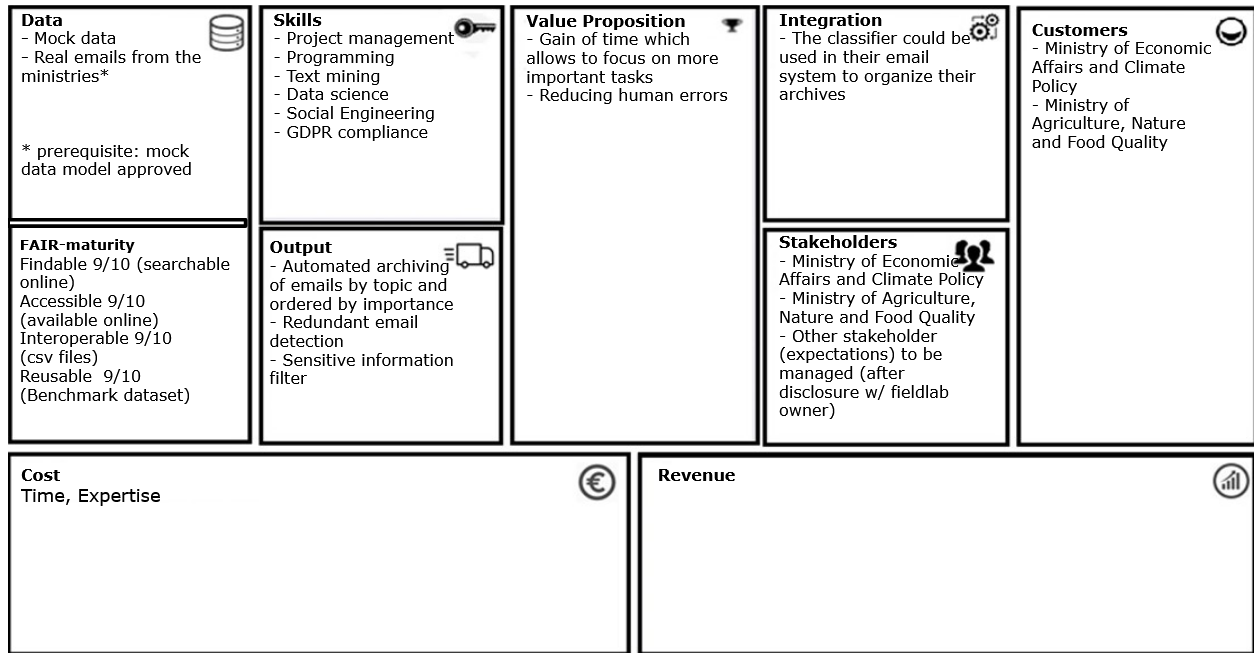 Data
- Mock data
- Real emails from the
ministries*
* prerequisite: mock
data model approved
FAIR-maturity
Findable 9/10 (searchable
online)
Accessible 9/10
(available online)
Interoperable 9/10
(csv files)
Reusable 9/10
(Benchmark dataset)
Skills
- Project management
- Programming
- Text mining
- Data science
- Social Engineering
- GDPR compliance
Output
- Automated archiving
of emails by topic and
ordered by importance
- Redundant email
detection
- Sensitive information
filter
Value Proposition
- Gain of time which
allows to focus on more
important tasks
- Reducing human errors
Integration
- The classifier could be
used in their email
system to organize their
archives
Stakeholders
- Ministry of Economic
Affairs and Climate Policy
- Ministry of Agriculture,
Nature and Food Quality
- Other stakeholder
(expectations) to be
managed (after
disclosure w/ fieldlab
owner)
Customers
- Ministry of Economic
Affairs and Climate
Policy
- Ministry of
Agriculture, Nature
and Food Quality
Cost
Time, Expertise
€
Revenue